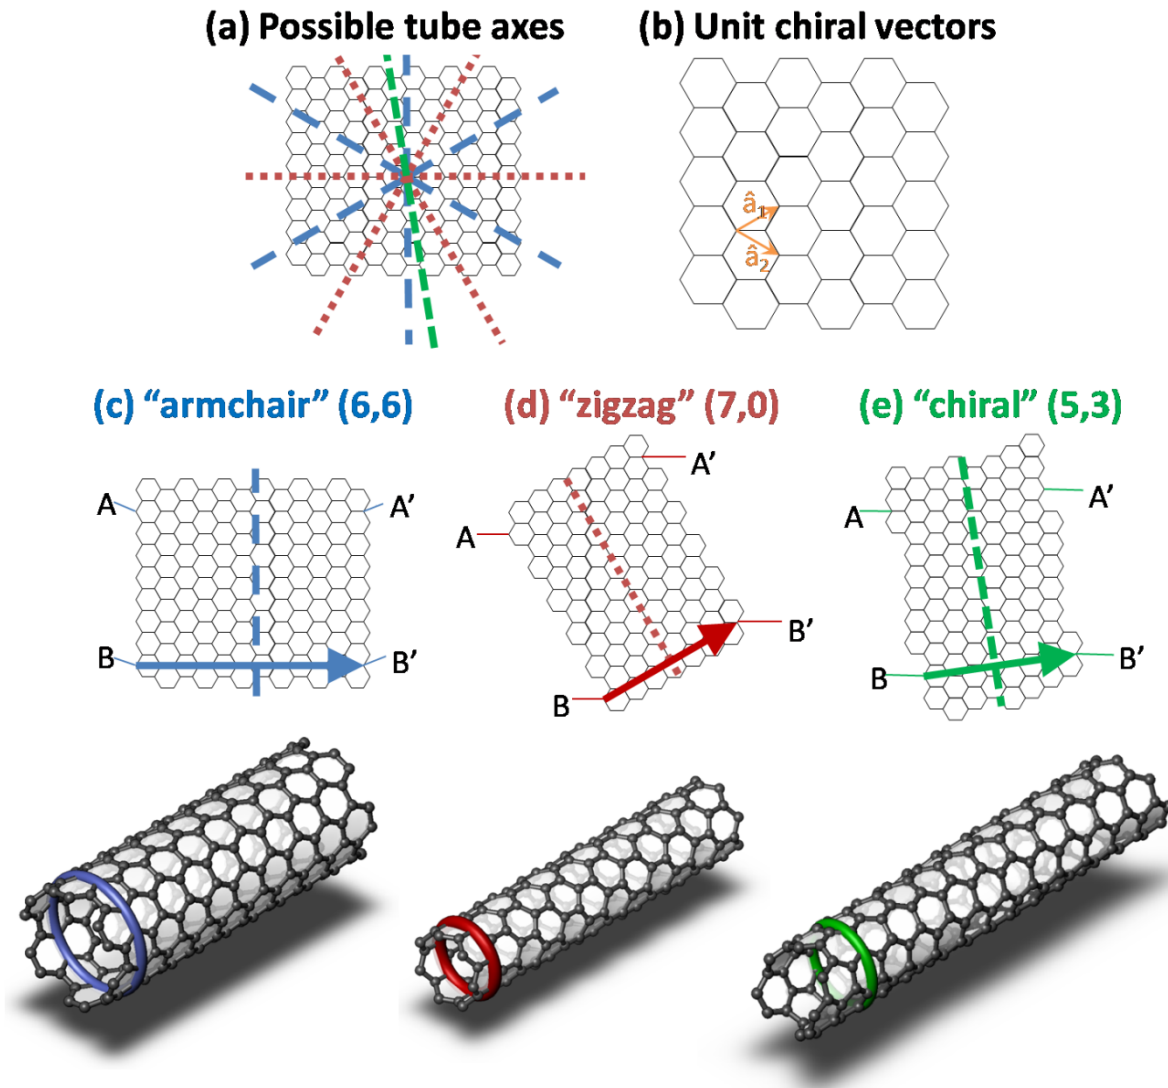 (a) Possible tube axes
(b) Unit chiral vectors
â₁
â₂
(c) “armchair” (6,6)
(d) “zigzag” (7,0)
(e) “chiral” (5,3)
A
A’
B
B’
A
A’
B
B’
A
A’
B
B’